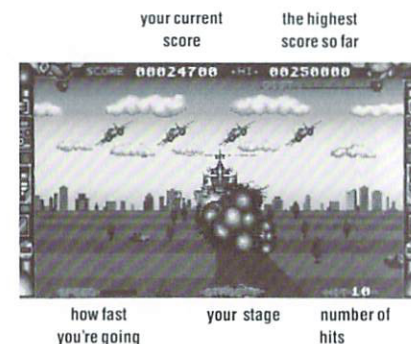 your current
score
the highest
score so far
SCORE 00024700 -HI- 00250000
10
how fast
you're going
your stage
number of
hits